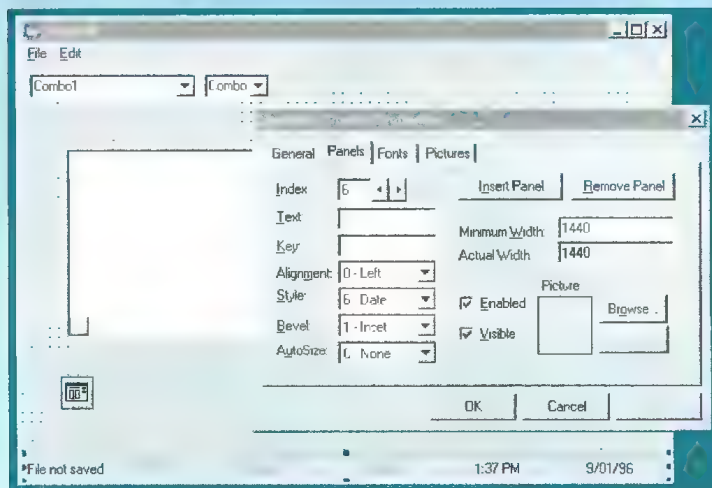 File Edit
Combo1 Combo
General Panels Fonts Pictures
Index 6 Insert Panel Remove Panel
Text
Minimum Width: 1440
Key:
Actual Width 1440
Alignment: 0 - Left
Picture
Style: 6 - Date Enabled Browse .
Bevel: 1 - Inset Visible
AutoSize: 0 - None
OK Cancel
File not saved 1:37 PM 9/01/96